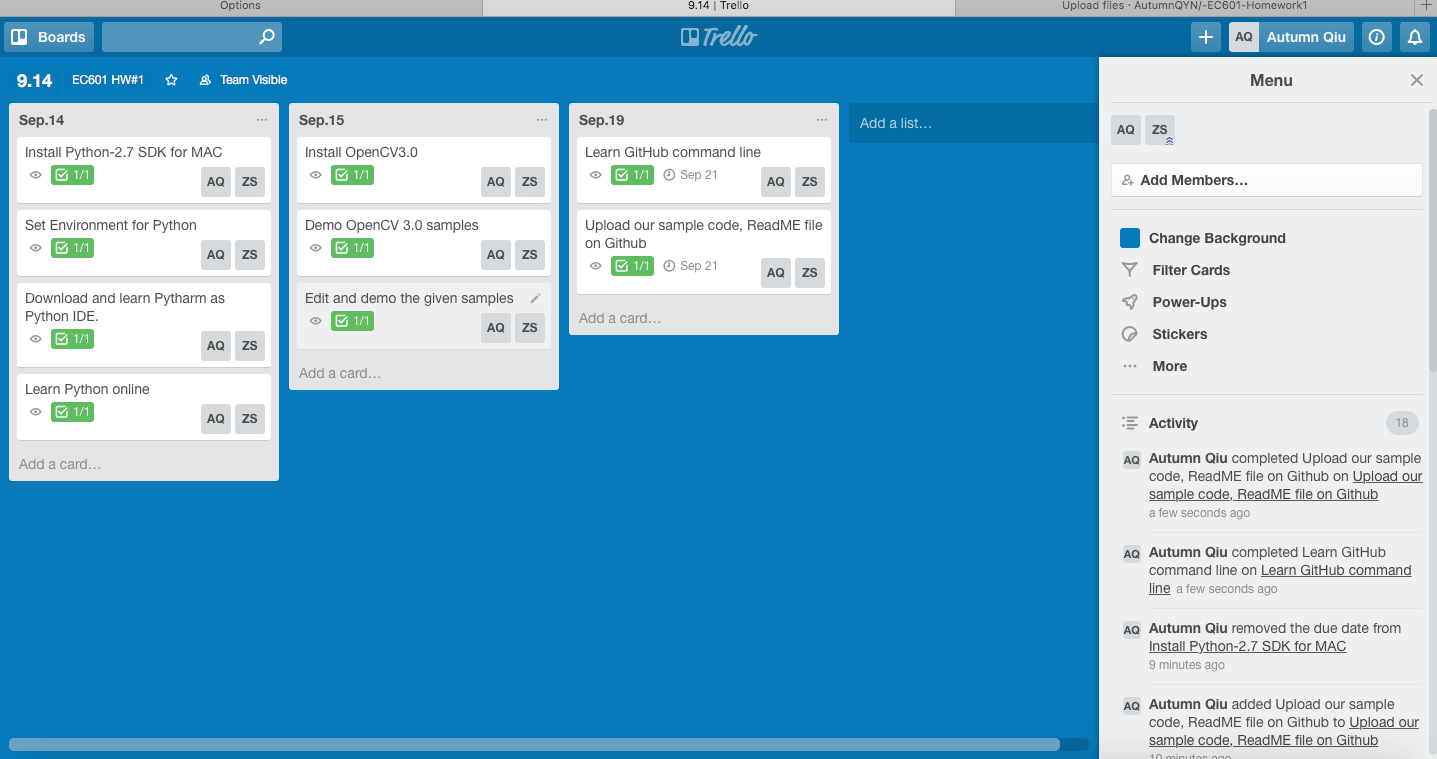 Options
9.14 | Trello
Upload files · AutumnQYN/-EC601-Homework1
Boards
Trello
AQ Autumn Qiu
9.14 EC601 HW#1 Team Visible
Sep.14
Install Python-2.7 SDK for MAC
1/1
AQ ZS
Set Environment for Python
1/1
AQ ZS
Download and learn Pytharm as
Python IDE.
1/1
AQ ZS
Learn Python online
1/1
AQ ZS
Add a card…
Sep.15
Install OpenCV3.0
1/1
AQ ZS
Demo OpenCV 3.0 samples
1/1
AQ ZS
Edit and demo the given samples
1/1
AQ ZS
Add a card…
Sep.19
Learn GitHub command line
1/1 Sep 21
AQ ZS
Upload our sample code, ReadME file
on Github
1/1 Sep 21
AQ ZS
Add a card…
Add a list…
Menu
AQ ZS
Add Members…
Change Background
Filter Cards
Power-Ups
Stickers
More
Activity 18
AQ Autumn Qiu completed Upload our sample
code, ReadME file on Github on Upload our
sample code, ReadME file on Github
a few seconds ago
AQ Autumn Qiu completed Learn GitHub
command line on Learn GitHub command
line a few seconds ago
AQ Autumn Qiu removed the due date from
Install Python-2.7 SDK for MAC
9 minutes ago
AQ Autumn Qiu added Upload our sample
code, ReadME file on Github to Upload our
sample code, ReadME file on Github
10 minutes ago